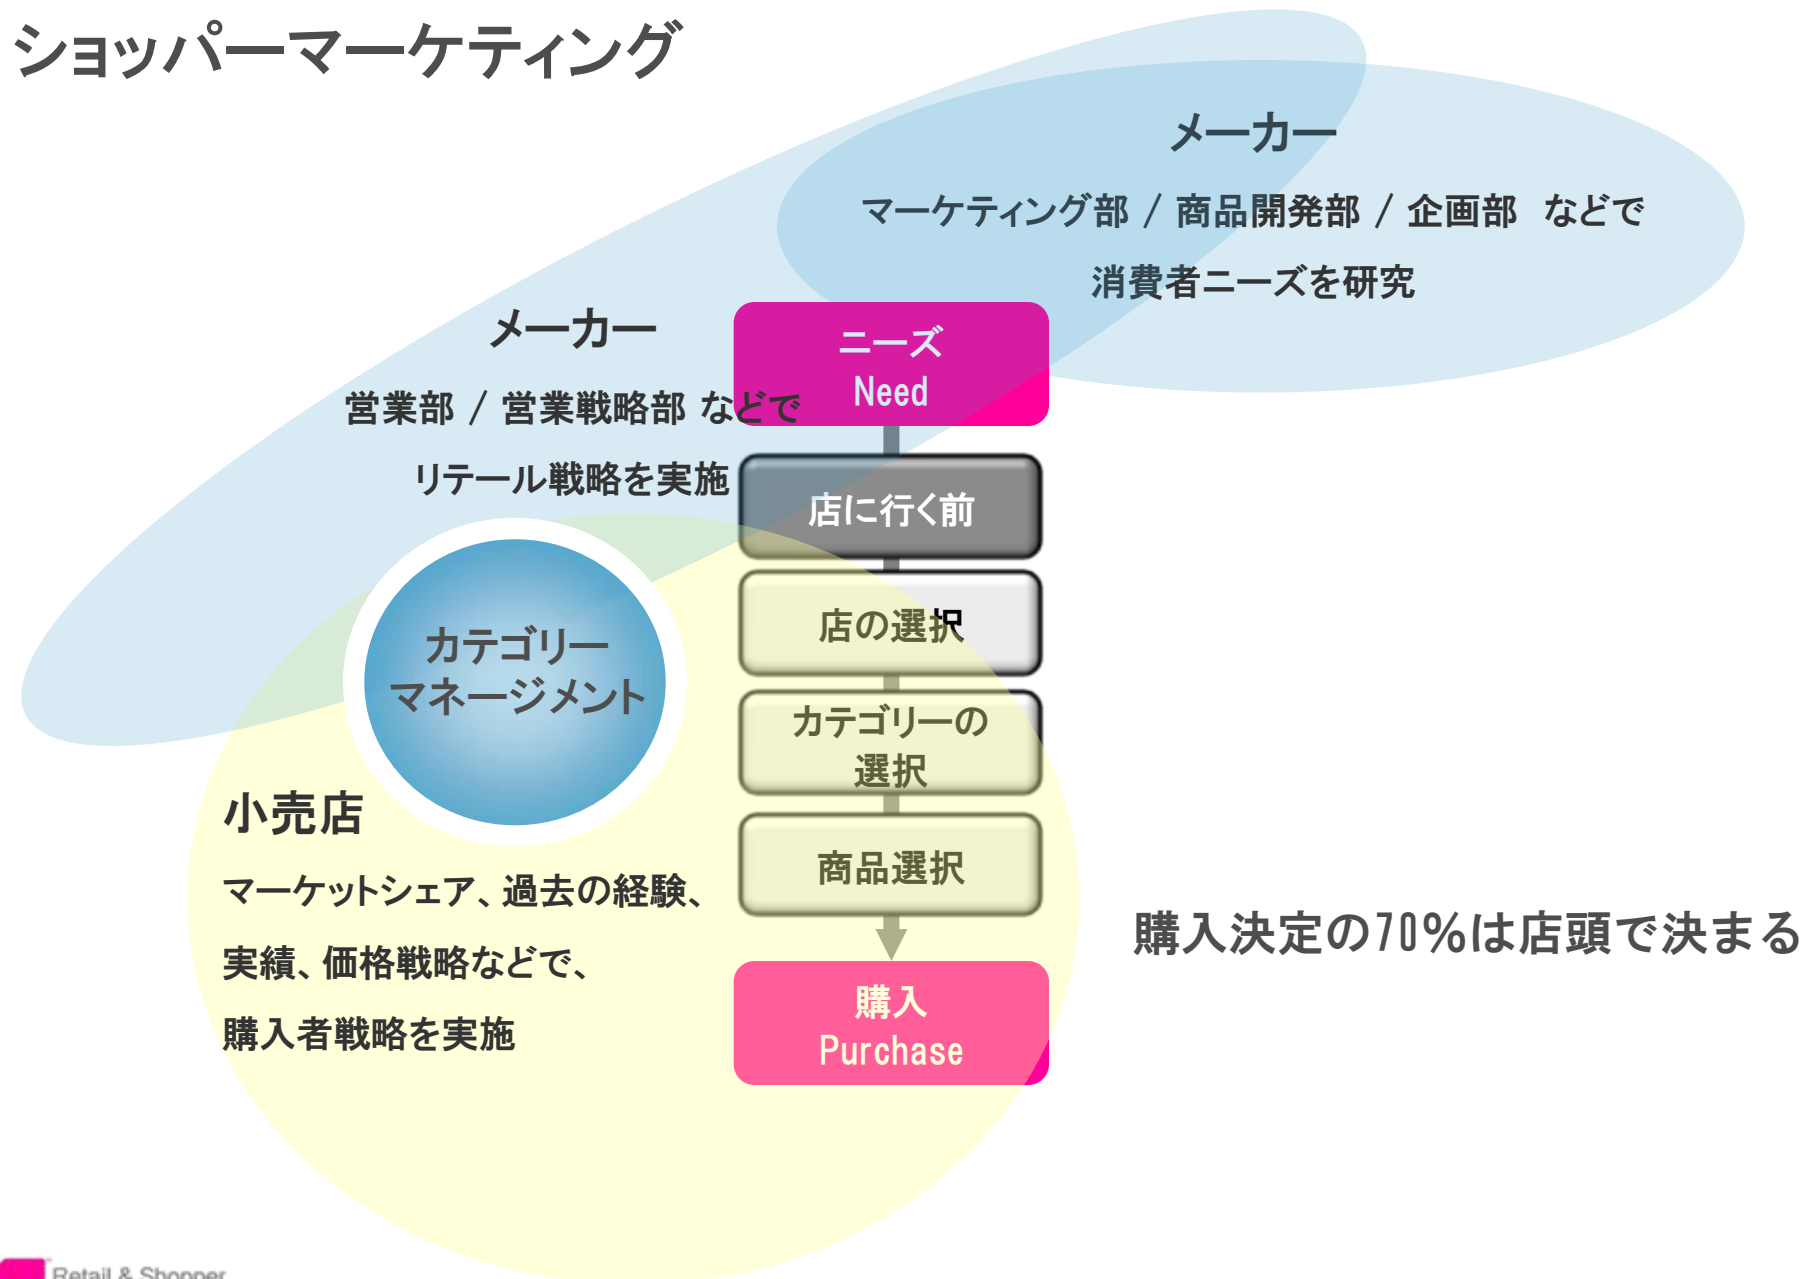 ショッパーマーケティング
メーカー
マーケティング部 / 商品開発部 / 企画部 などで
消費者ニーズを研究
メーカー
営業部 / 営業戦略部 などで
リテール戦略を実施
ニーズ
Need
店に行く前
店の選択
カテゴリーの
選択
商品選択
購入
Purchase
カテゴリー
マネージメント
小売店
マーケットシェア、過去の経験、
実績、価格戦略などで、
購入者戦略を実施
購入決定の70%は店頭で決まる
Retail & Shopper